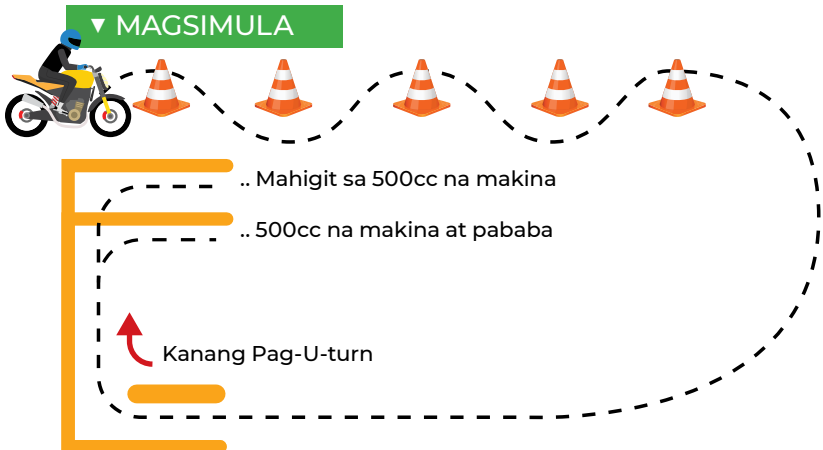 ▼ MAGSIMULA
.. Mahigit sa 500cc na makina
.. 500cc na makina at pababa
Kanang Pag-U-turn